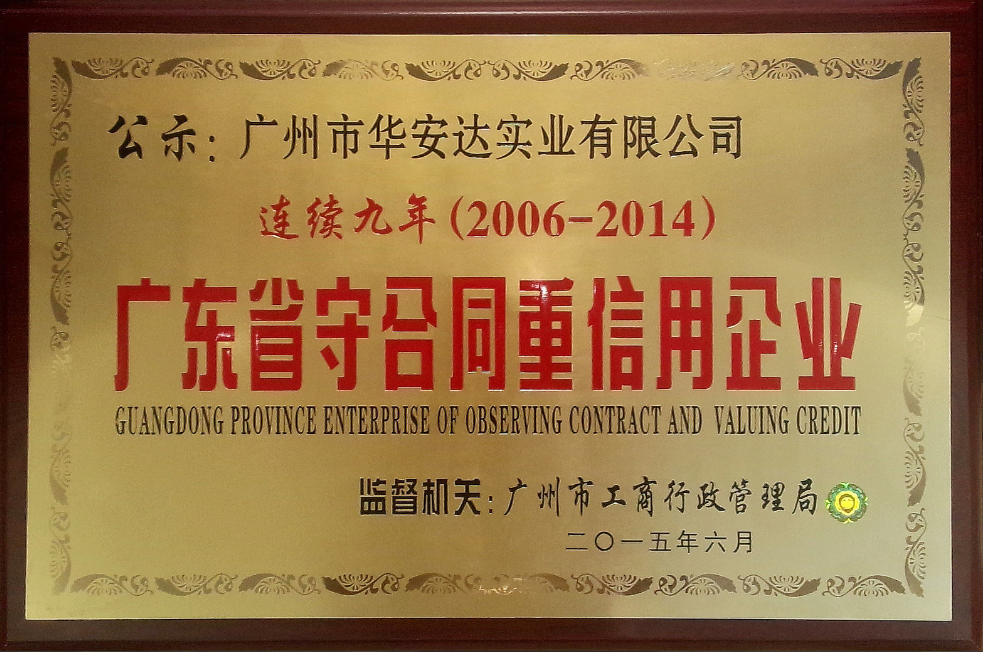 公示：广州市华安达实业有限公司
连续九年(2006-2014)
广东省守合同重信用企业
GUANGDONG PROVINCE ENTERPRISE OF OBSERVING CONTRACT AND VALUING CREDIT
监督机关：广州市工商行政管理局
二〇一五年六月